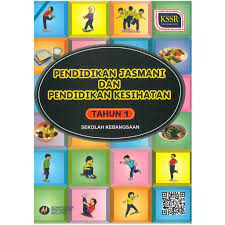 KSSR
PENDIDIKAN JASMANI
DAN
PENDIDIKAN KESIHATAN
TAHUN 1
SEKOLAH KEBANGSAAN